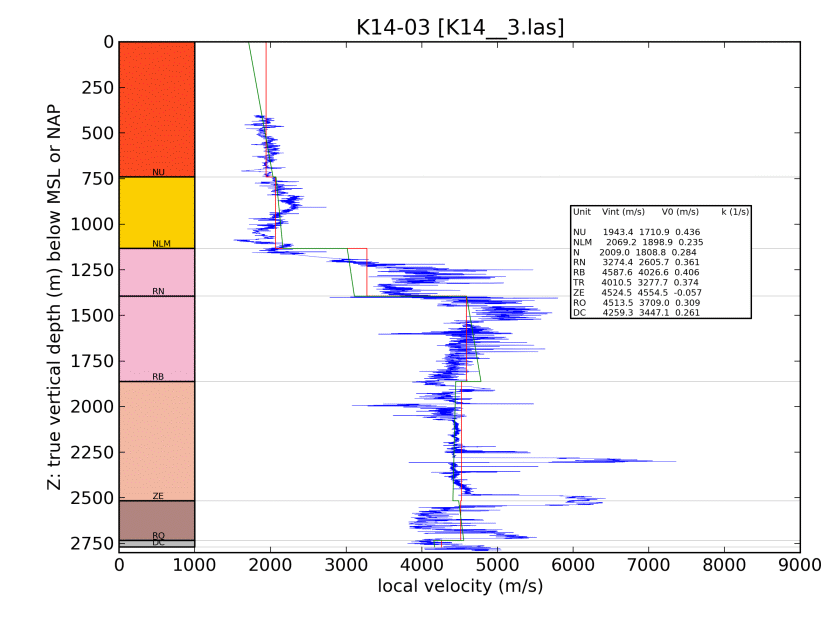 K14-03 [K14__3.las]
Z: true vertical depth (m) below MSL or NAP
0
250
500
750
1000
1250
1500
1750
2000
2250
2500
2750
NU
NLM
RN
RB
ZE
RO
DC
Unit Vint (m/s) V0 (m/s) k (1/s)
NU 1943.4 1710.9 0.436
NLM 2069.2 1898.9 0.235
N 2009.0 1808.8 0.284
RN 3274.4 2605.7 0.361
RB 4587.6 4026.6 0.406
TR 4010.5 3277.7 0.374
ZE 4524.5 4554.5 -0.057
RO 4513.5 3709.0 0.309
DC 4259.3 3447.1 0.261
0 1000 2000 3000 4000 5000 6000 7000 8000 9000
local velocity (m/s)